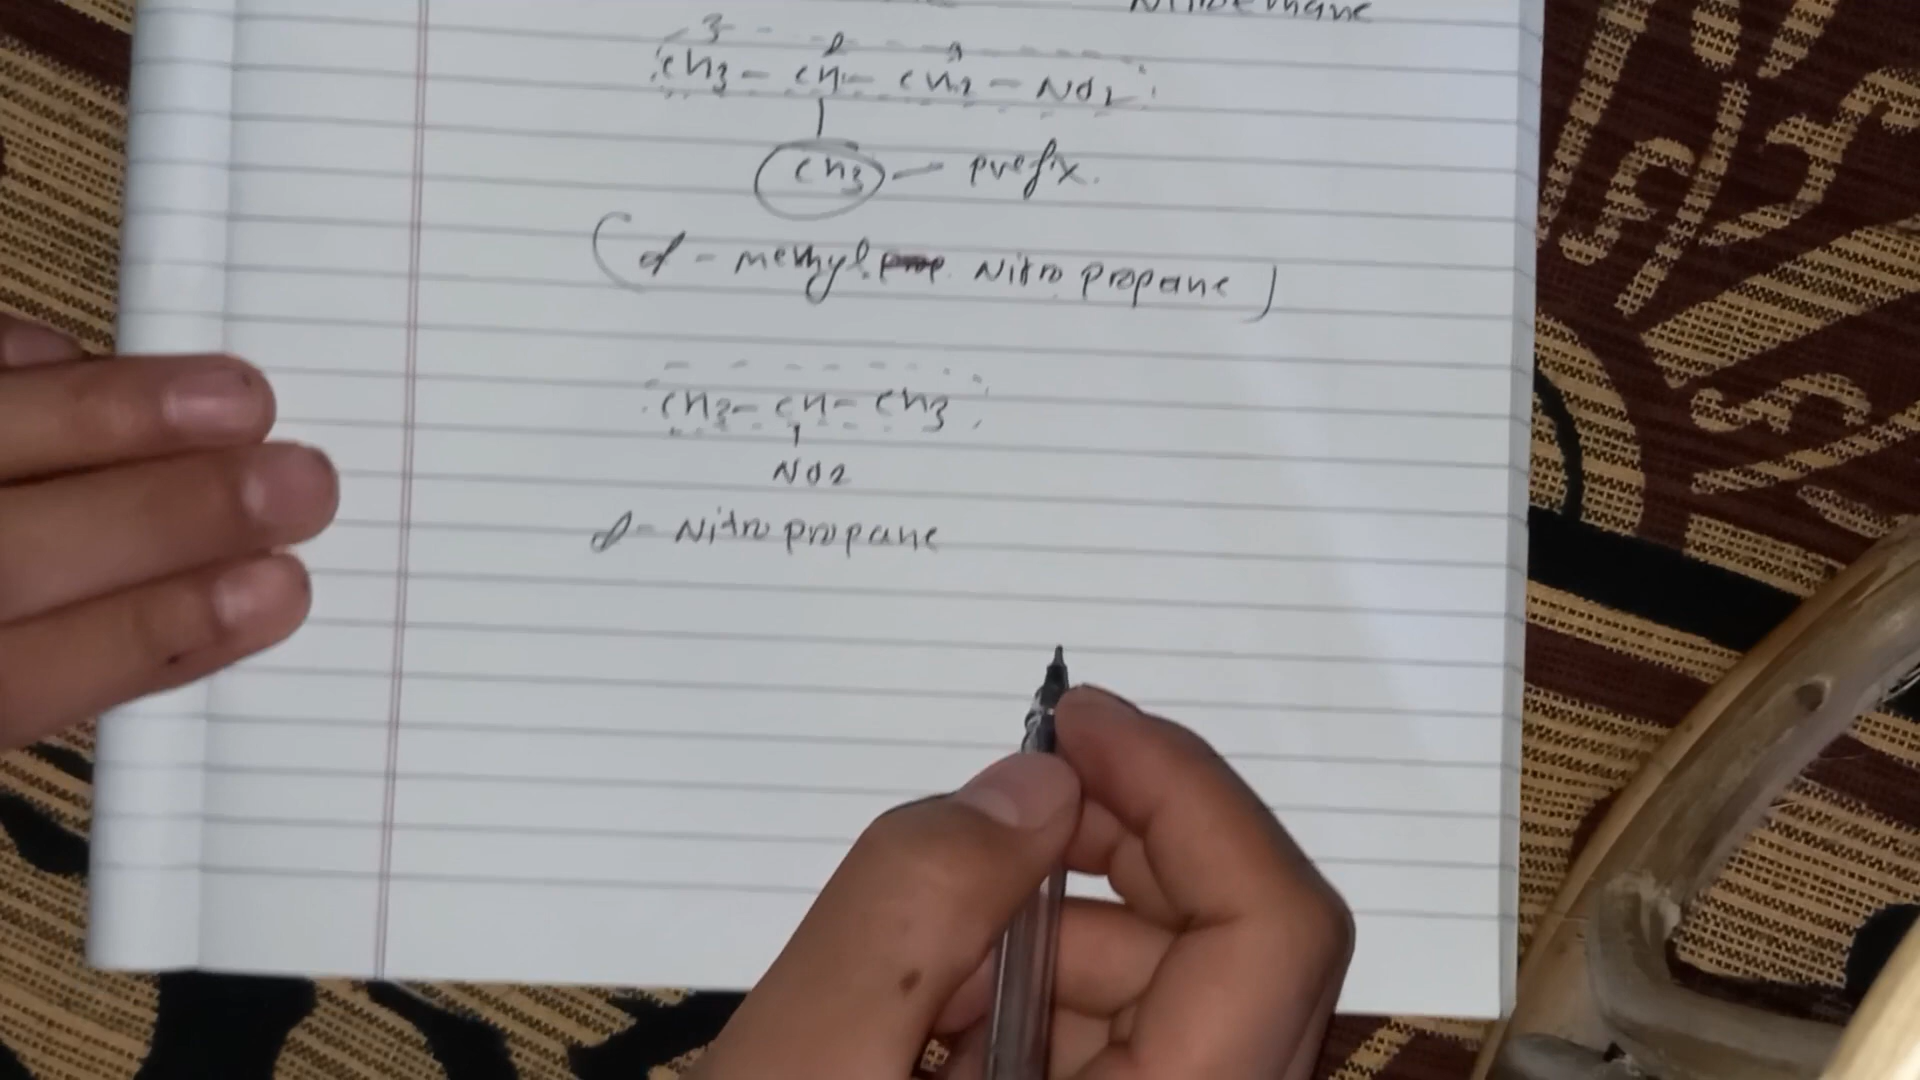 Nitroethane
3 2 1
CH3 - CH - CH2 - NO2
CH3 — prefix.
(2 - methyl Nitro propane)
CH3 - CH - CH3
NO2
2 - Nitro propane